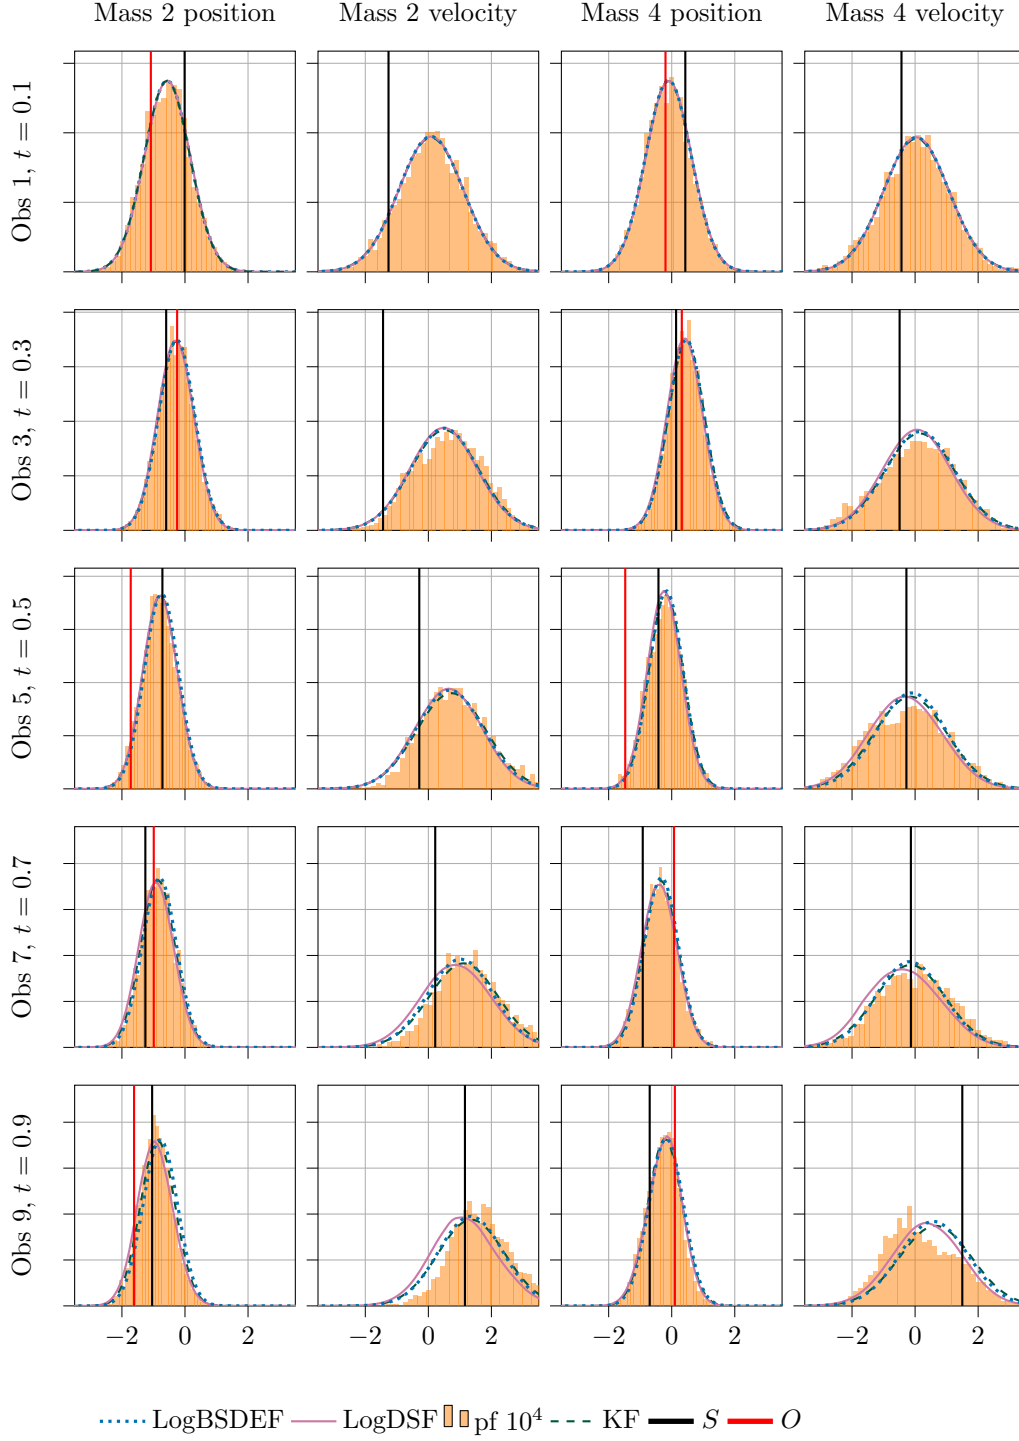 Mass 2 position Mass 2 velocity Mass 4 position Mass 4 velocity
Obs 1, t = 0.1
Obs 3, t = 0.3
Obs 5, t = 0.5
Obs 7, t = 0.7
Obs 9, t = 0.9
−2 0 2 −2 0 2 −2 0 2 −2 0 2
LogBSDEF LogDSF pf 10⁴ KF S O